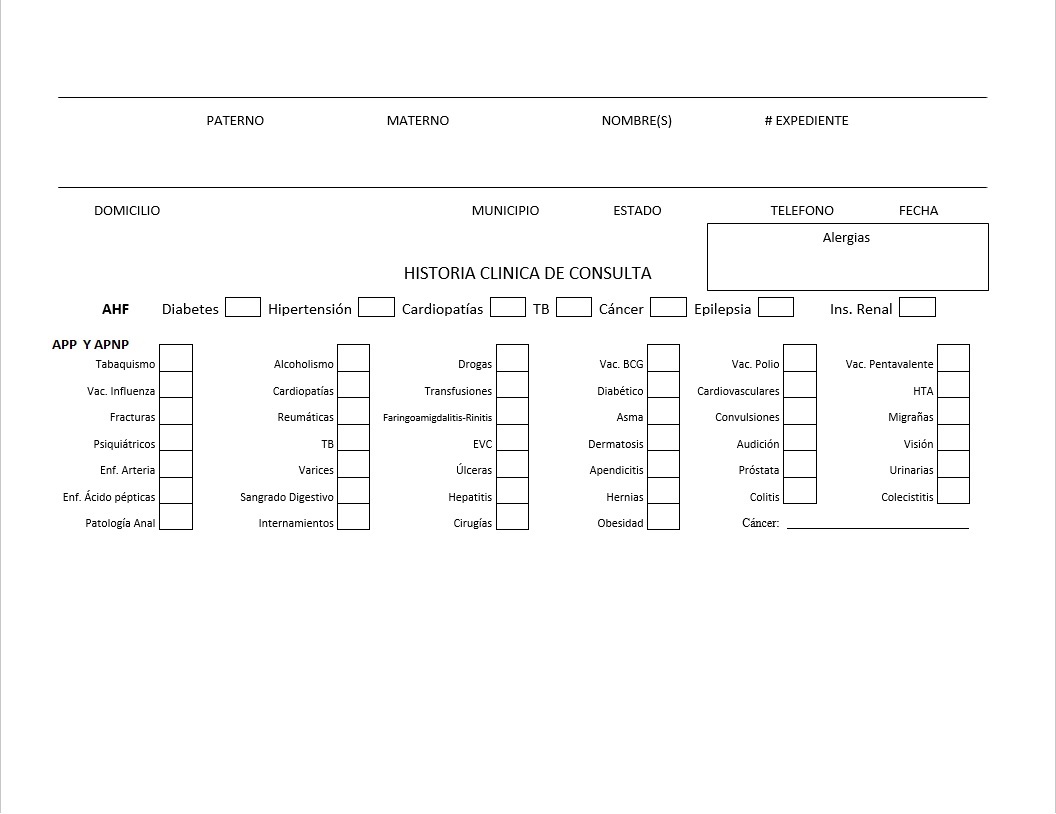 PATERNO MATERNO NOMBRE(S) # EXPEDIENTE
DOMICILIO MUNICIPIO ESTADO TELEFONO FECHA
Alergias
HISTORIA CLINICA DE CONSULTA
AHF Diabetes Hipertensión Cardiopatías TB Cáncer Epilepsia Ins. Renal
APP Y APNP
Tabaquismo Alcoholismo Drogas Vac. BCG Vac. Polio Vac. Pentavalente
Vac. Influenza Cardiopatías Transfusiones Diabético Cardiovasculares HTA
Fracturas Reumáticas Faringoamigdalitis-Rinitis Asma Convulsiones Migrañas
Psiquiátricos TB EVC Dermatosis Audición Visión
Enf. Arteria Varices Úlceras Apendicitis Próstata Urinarias
Enf. Ácido pépticas Sangrado Digestivo Hepatitis Hernias Colitis Colecistitis
Patología Anal Internamientos Cirugías Obesidad Cáncer: